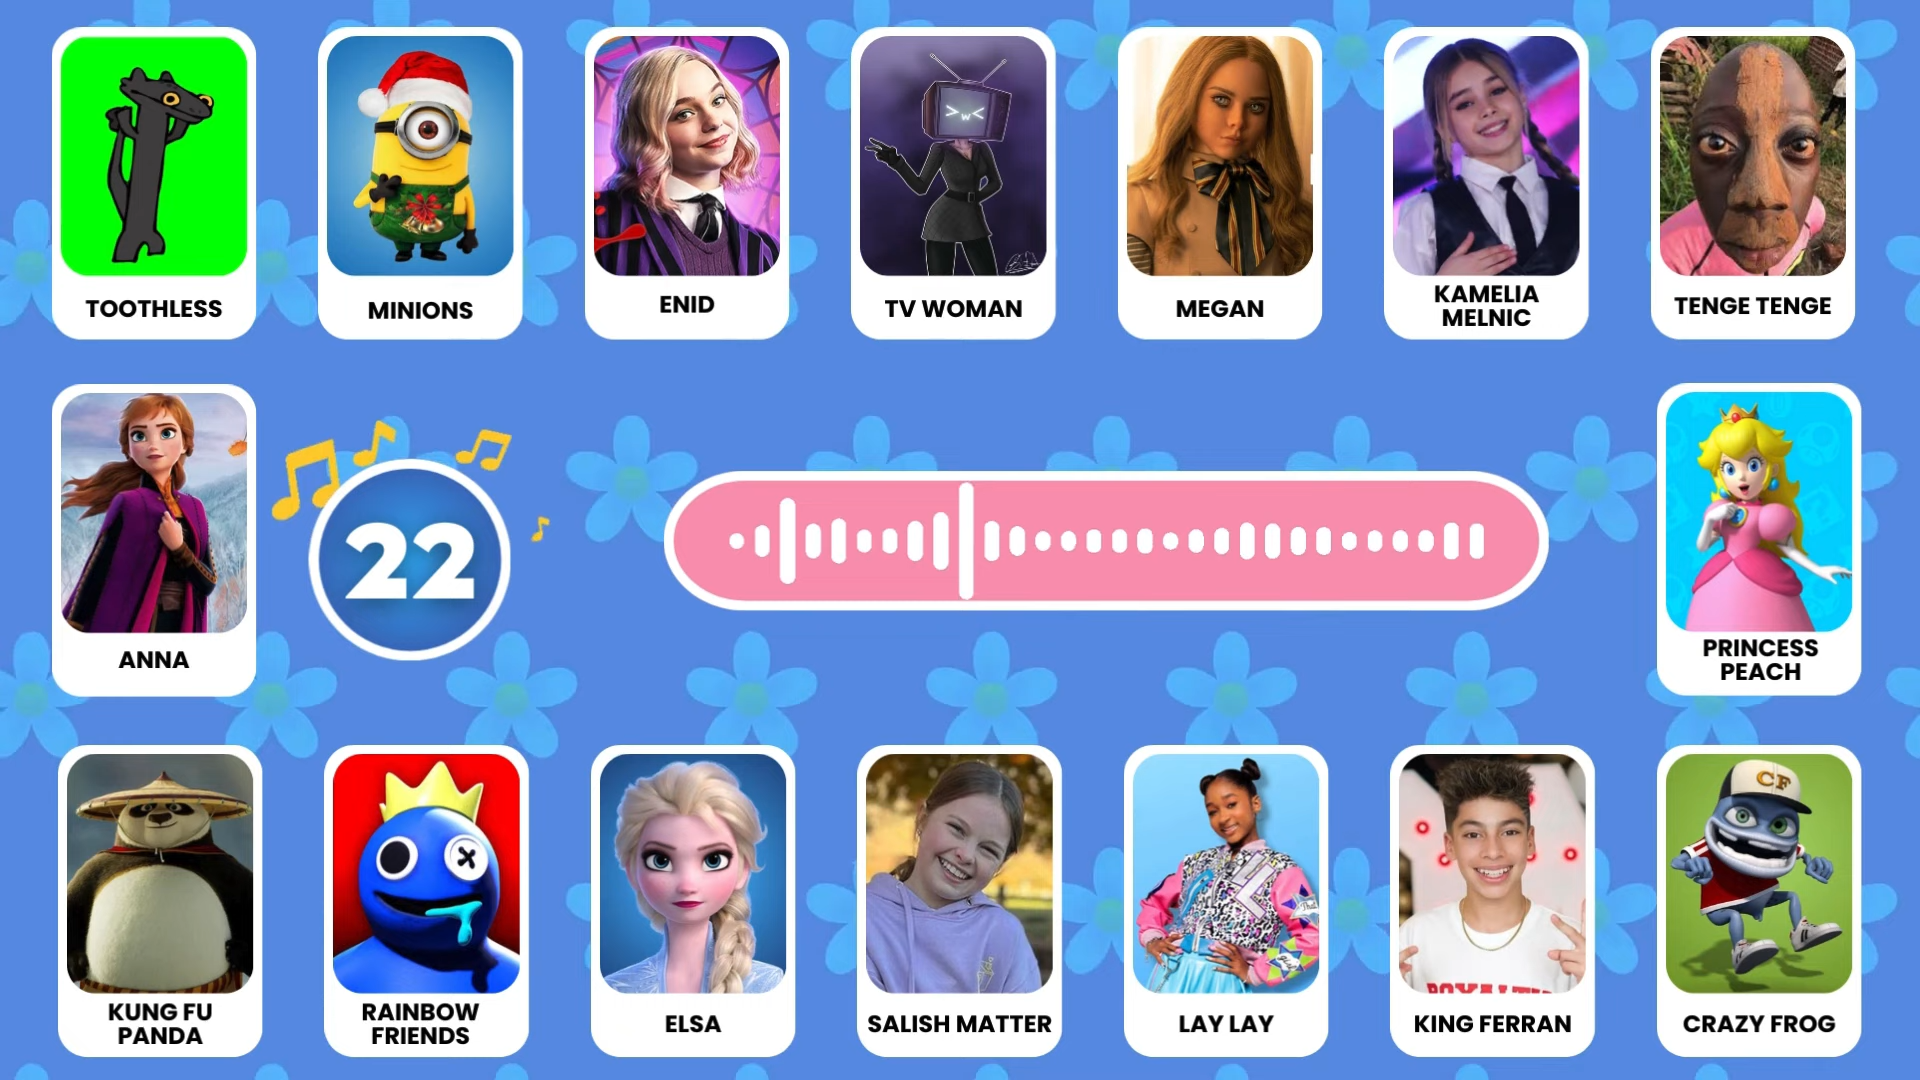 TOOTHLESS
MINIONS
ENID
TV WOMAN
MEGAN
KAMELIA
MELNIC
TENGE TENGE
ANNA
22
PRINCESS
PEACH
KUNG FU
PANDA
RAINBOW
FRIENDS
ELSA
SALISH MATTER
LAY LAY
KING FERRAN
CF
CRAZY FROG